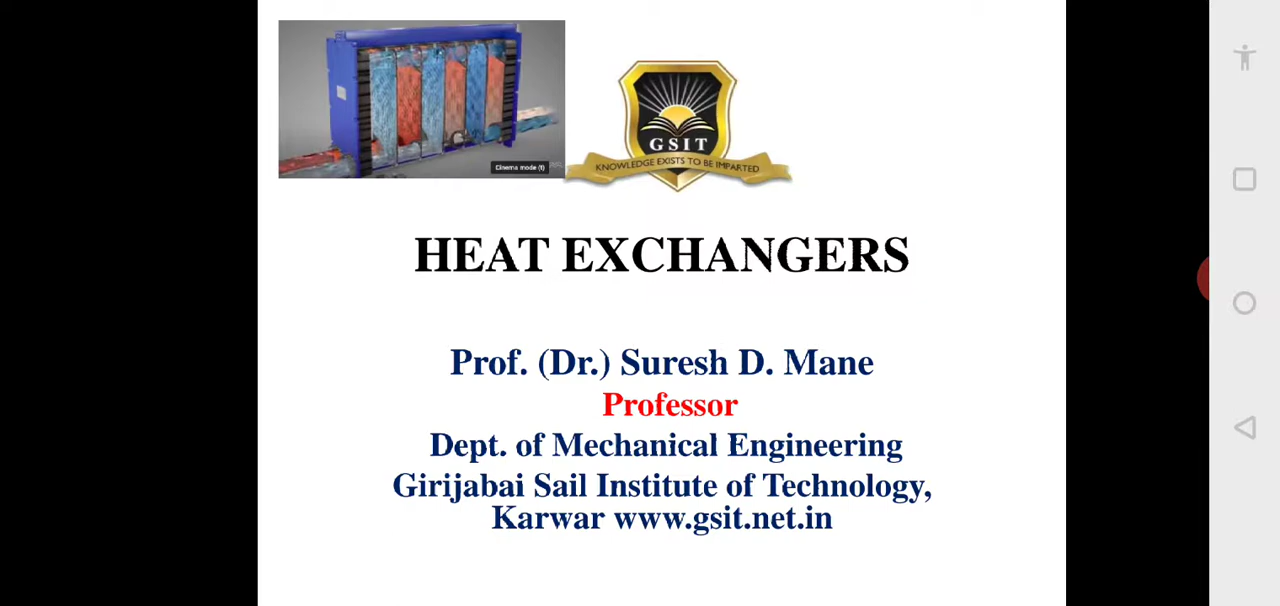 Cinema mode (f)
GSIT
KNOWLEDGE EXISTS TO BE IMPARTED
HEAT EXCHANGERS
Prof. (Dr.) Suresh D. Mane
Professor
Dept. of Mechanical Engineering
Girijabai Sail Institute of Technology,
Karwar www.gsit.net.in